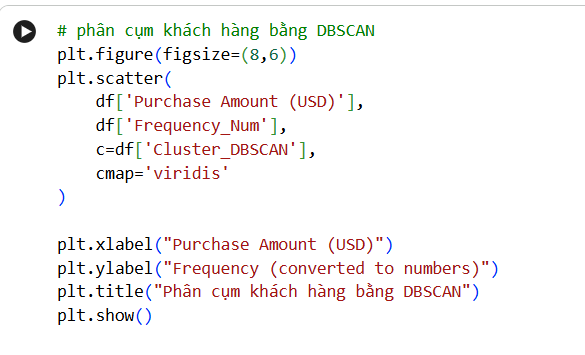 # phân cụm khách hàng bằng DBSCAN
plt.figure(figsize=(8,6))
plt.scatter(
    df['Purchase Amount (USD)'],
    df['Frequency_Num'],
    c=df['Cluster_DBSCAN'],
    cmap='viridis'
)

plt.xlabel("Purchase Amount (USD)")
plt.ylabel("Frequency (converted to numbers)")
plt.title("Phân cụm khách hàng bằng DBSCAN")
plt.show()